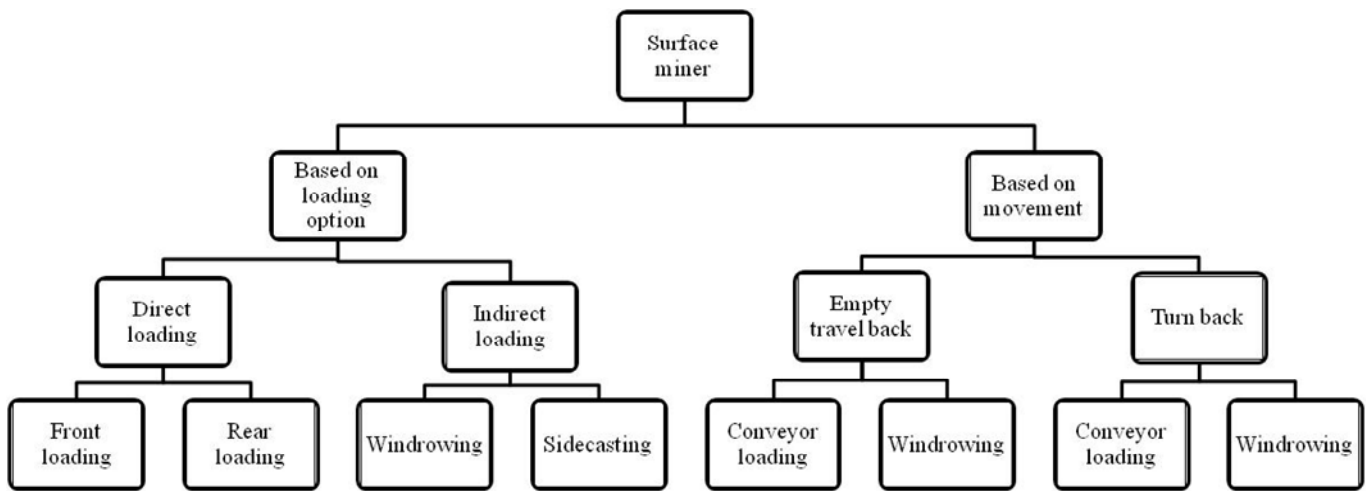 Surface
miner
Based on
loading
option
Based on
movement
Direct
loading
Indirect
loading
Empty
travel back
Turn back
Front
loading
Rear
loading
Windrowing
Sidecasting
Conveyor
loading
Windrowing
Conveyor
loading
Windrowing